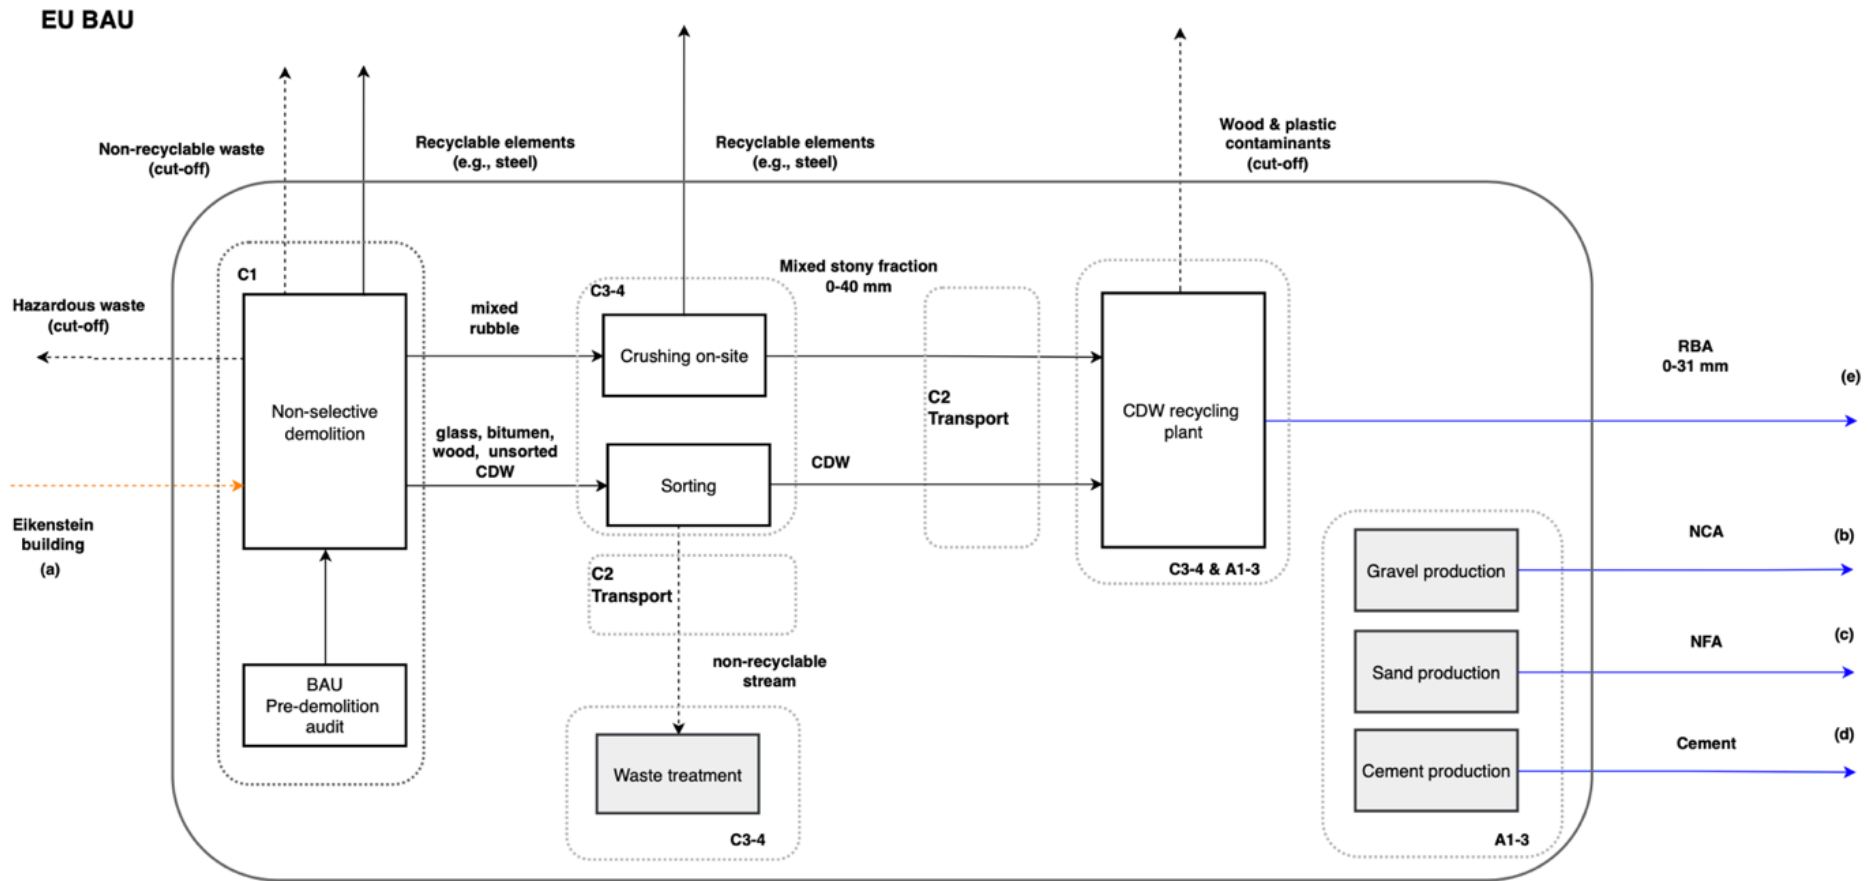 EU BAU
Non-recyclable waste
(cut-off)
Recyclable elements
(e.g., steel)
Recyclable elements
(e.g., steel)
Wood & plastic
contaminants
(cut-off)
C1
Hazardous waste
(cut-off)
Non-selective
demolition
mixed
rubble
glass, bitumen,
wood, unsorted
CDW
Eikenstein
building
(a)
BAU
Pre-demolition
audit
C3-4
Crushing on-site
Sorting
Mixed stony fraction
0-40 mm
CDW
C2
Transport
C2
Transport
non-recyclable
stream
Waste treatment
C3-4
CDW recycling
plant
C3-4 & A1-3
RBA
0-31 mm
(e)
Gravel production
NCA
(b)
Sand production
NFA
(c)
Cement production
Cement
(d)
A1-3